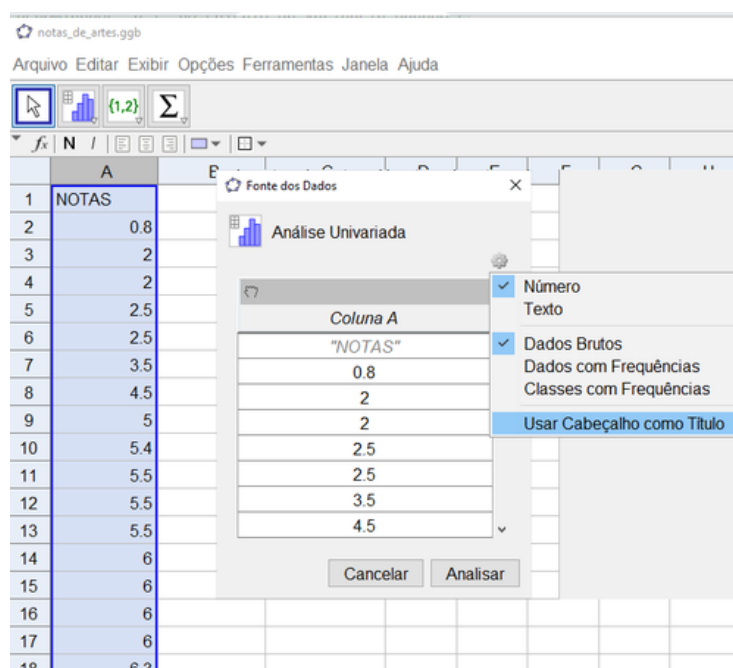 notas_de_artes.ggb
Arquivo Editar Exibir Opções Ferramentas Janela Ajuda
{1,2} Σ
fx N I
A
1 NOTAS
2 0.8
3 2
4 2
5 2.5
6 2.5
7 3.5
8 4.5
9 5
10 5.4
11 5.5
12 5.5
13 5.5
14 6
15 6
16 6
17 6
18 6.3
Fonte dos Dados
Análise Univariada
Coluna A
"NOTAS"
0.8
2
2
2.5
2.5
3.5
4.5
Cancelar Analisar
Número
Texto
Dados Brutos
Dados com Frequências
Classes com Frequências
Usar Cabeçalho como Título